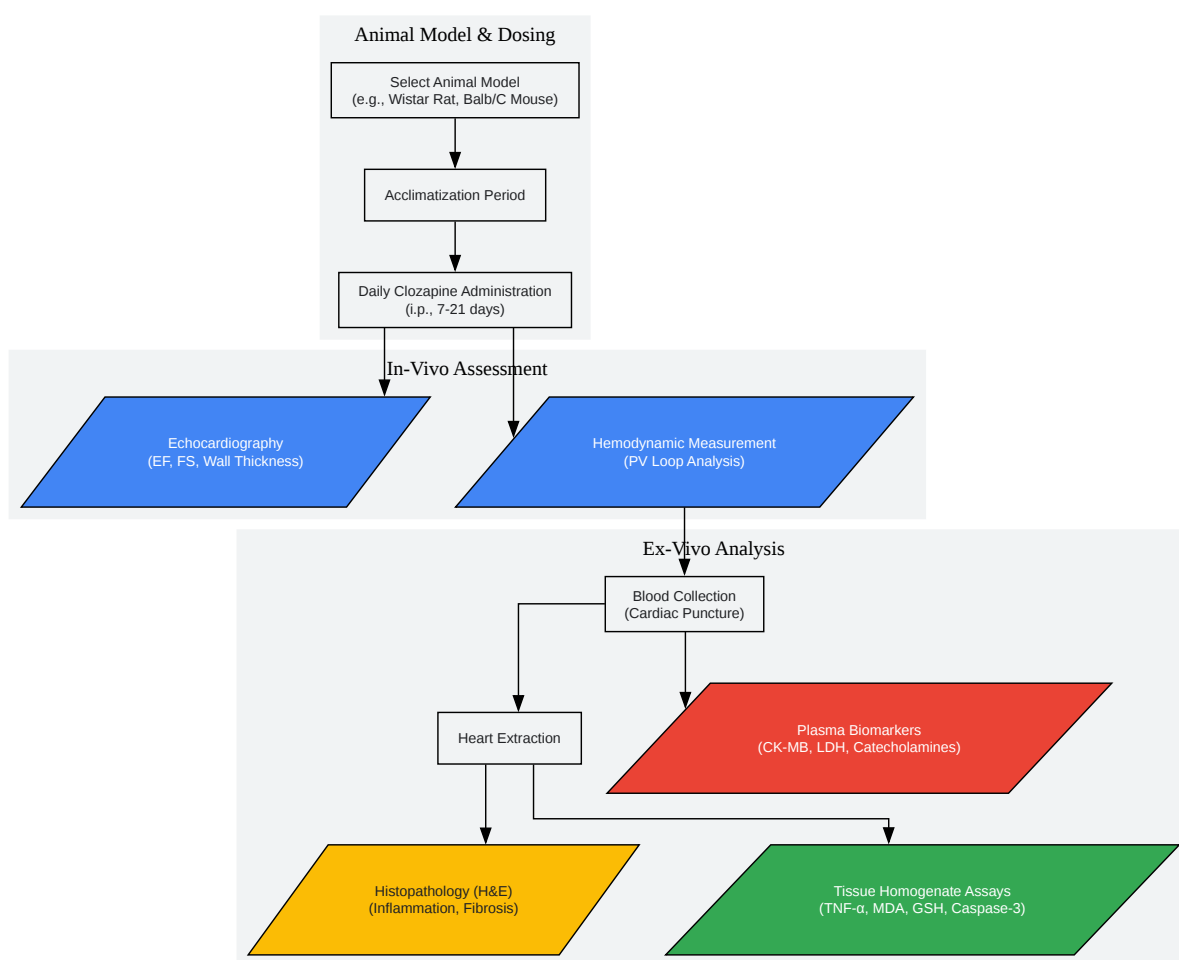 Animal Model & Dosing
Select Animal Model
(e.g., Wistar Rat, Balb/C Mouse)
Acclimatization Period
Daily Clozapine Administration
(i.p., 7-21 days)
In-Vivo Assessment
Echocardiography
(EF, FS, Wall Thickness)
Hemodynamic Measurement
(PV Loop Analysis)
Ex-Vivo Analysis
Blood Collection
(Cardiac Puncture)
Heart Extraction
Plasma Biomarkers
(CK-MB, LDH, Catecholamines)
Histopathology (H&E)
(Inflammation, Fibrosis)
Tissue Homogenate Assays
(TNF-α, MDA, GSH, Caspase-3)